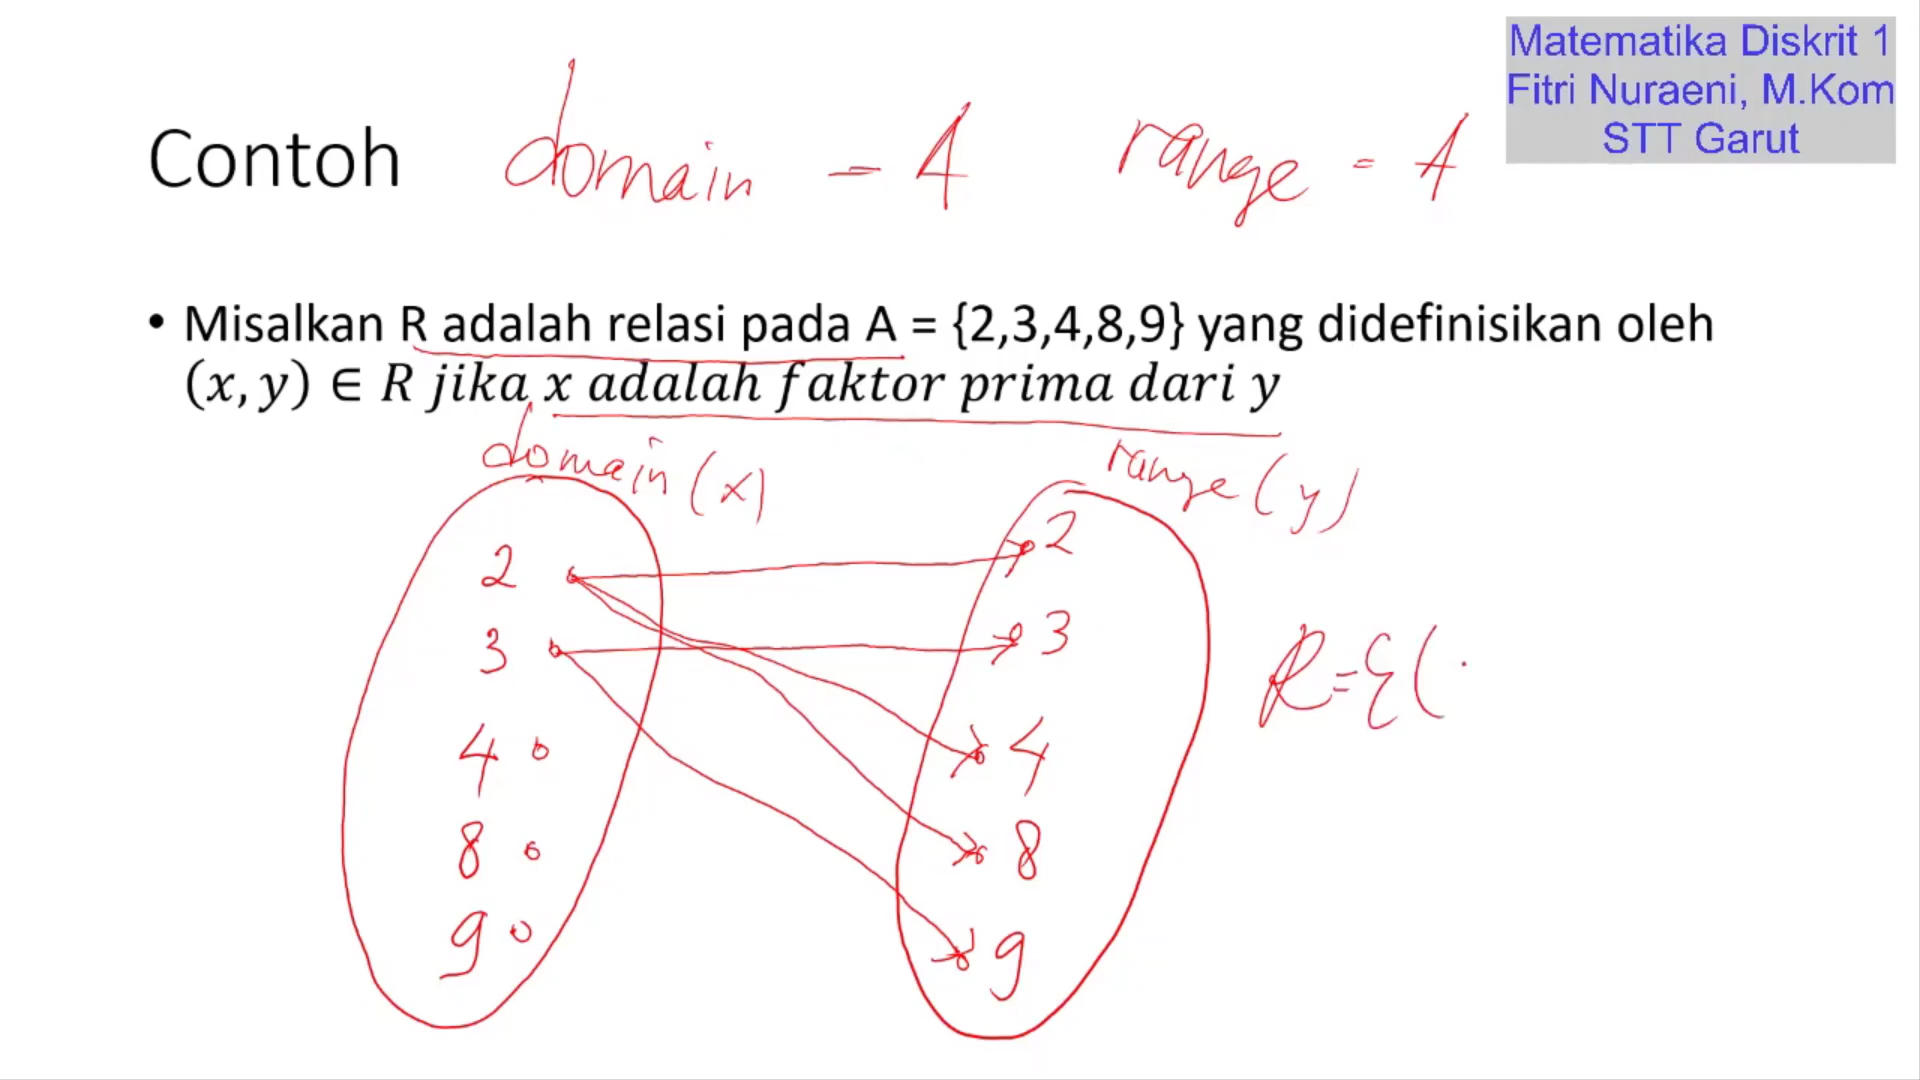 Matematika Diskrit 1
Fitri Nuraeni, M.Kom
STT Garut
Contoh domain = A range = A
• Misalkan R adalah relasi pada A = {2,3,4,8,9} yang didefinisikan oleh
(x, y) ∈ R jika x adalah faktor prima dari y
domain (x) range (y)
2 2
3 3
R = {(
4 4
8 8
9 9